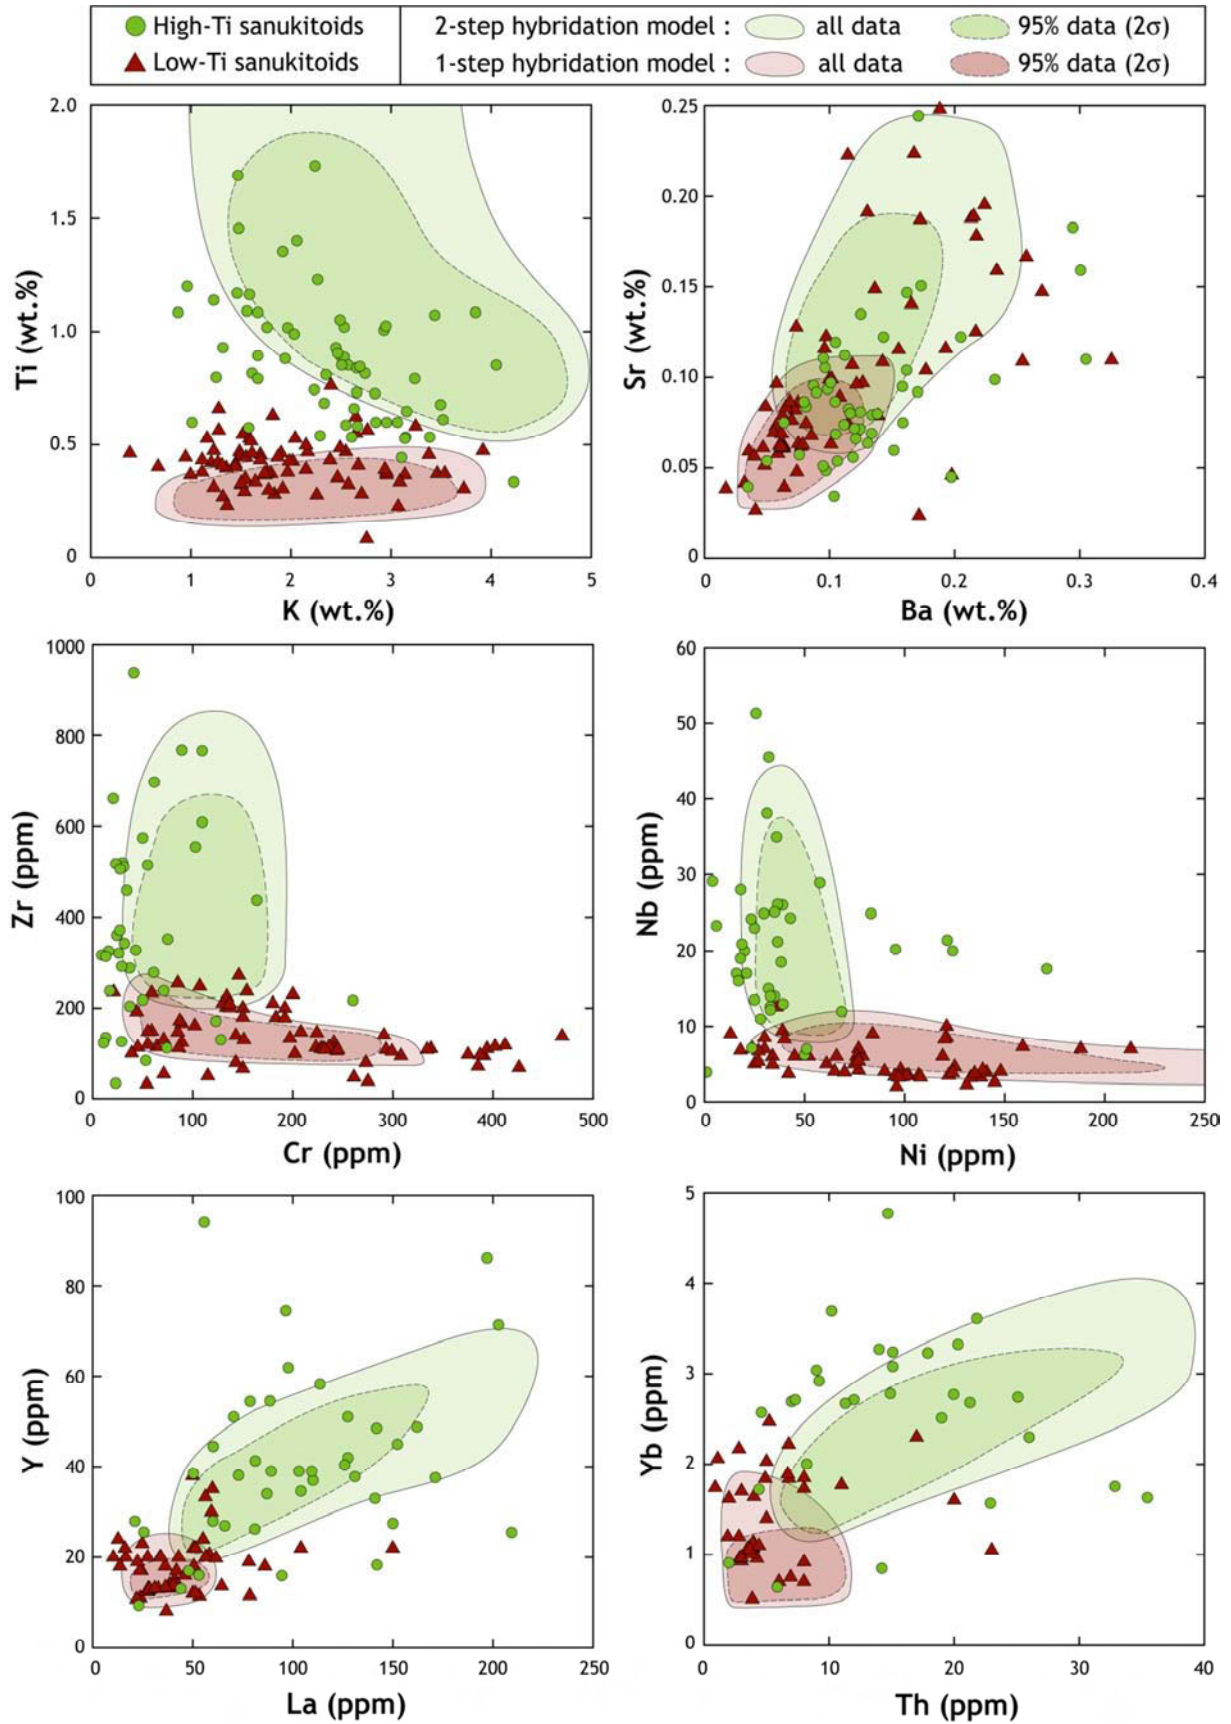 High-Ti sanukitoids 2-step hybridation model : all data 95% data (2σ)
Low-Ti sanukitoids 1-step hybridation model : all data 95% data (2σ)
2.0
1.5
1.0
0.5
0
Ti (wt.%)
0 1 2 3 4 5
K (wt.%)
0.25
0.20
0.15
0.10
0.05
0
Sr (wt.%)
0 0.1 0.2 0.3 0.4
Ba (wt.%)
1000
800
600
400
200
0
Zr (ppm)
0 100 200 300 400 500
Cr (ppm)
60
50
40
30
20
10
0
Nb (ppm)
0 50 100 150 200 250
Ni (ppm)
100
80
60
40
20
0
Y (ppm)
0 50 100 150 200 250
La (ppm)
5
4
3
2
1
0
Yb (ppm)
0 10 20 30 40
Th (ppm)